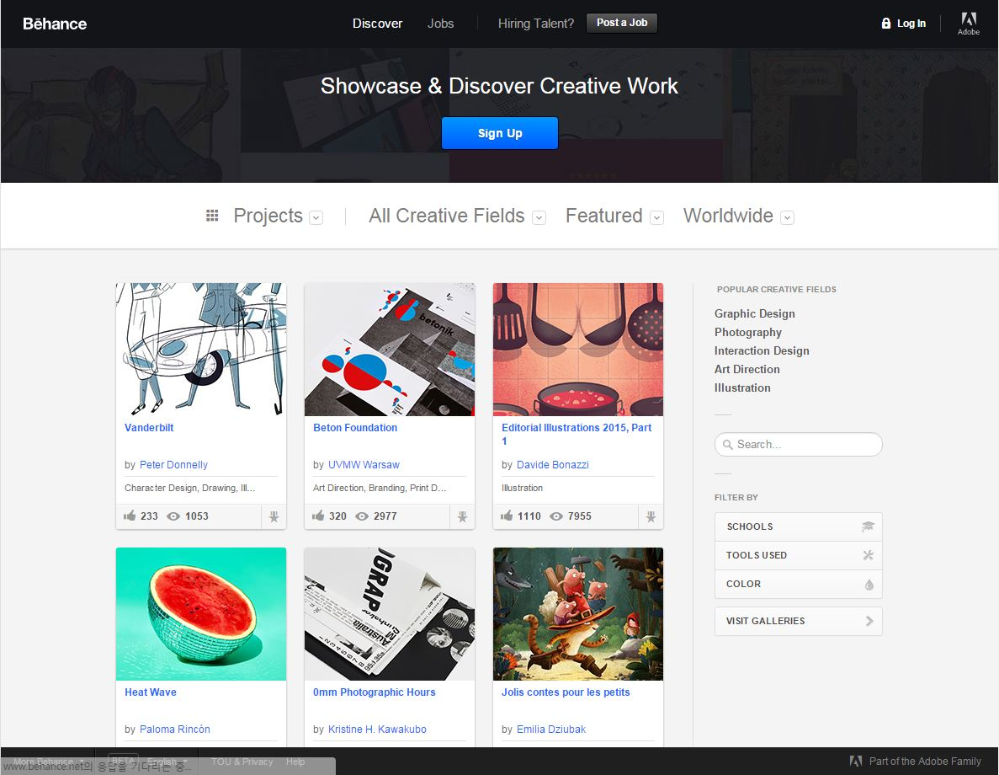 Bēhance
Discover Jobs Hiring Talent? Post a Job
Log In
Adobe
Showcase & Discover Creative Work
Sign Up
Projects All Creative Fields Featured Worldwide
betonik
Vanderbilt
by Peter Donnelly
Character Design, Drawing, Ill...
233 1053
Beton Foundation
by UVMW Warsaw
Art Direction, Branding, Print D...
320 2977
Editorial Illustrations 2015, Part
1
by Davide Bonazzi
Illustration
1110 7955
Heat Wave
by Paloma Rincón
OGRAP
Australia
0mm Photographic Hours
by Kristine H. Kawakubo
Jolis contes pour les petits
by Emilia Dziubak
POPULAR CREATIVE FIELDS
Graphic Design
Photography
Interaction Design
Art Direction
Illustration
Search...
FILTER BY
SCHOOLS
TOOLS USED
COLOR
VISIT GALLERIES
More Behance BETA English TOU & Privacy Help
www.behance.net의 응답을 기다리는 중...
Part of the Adobe Family